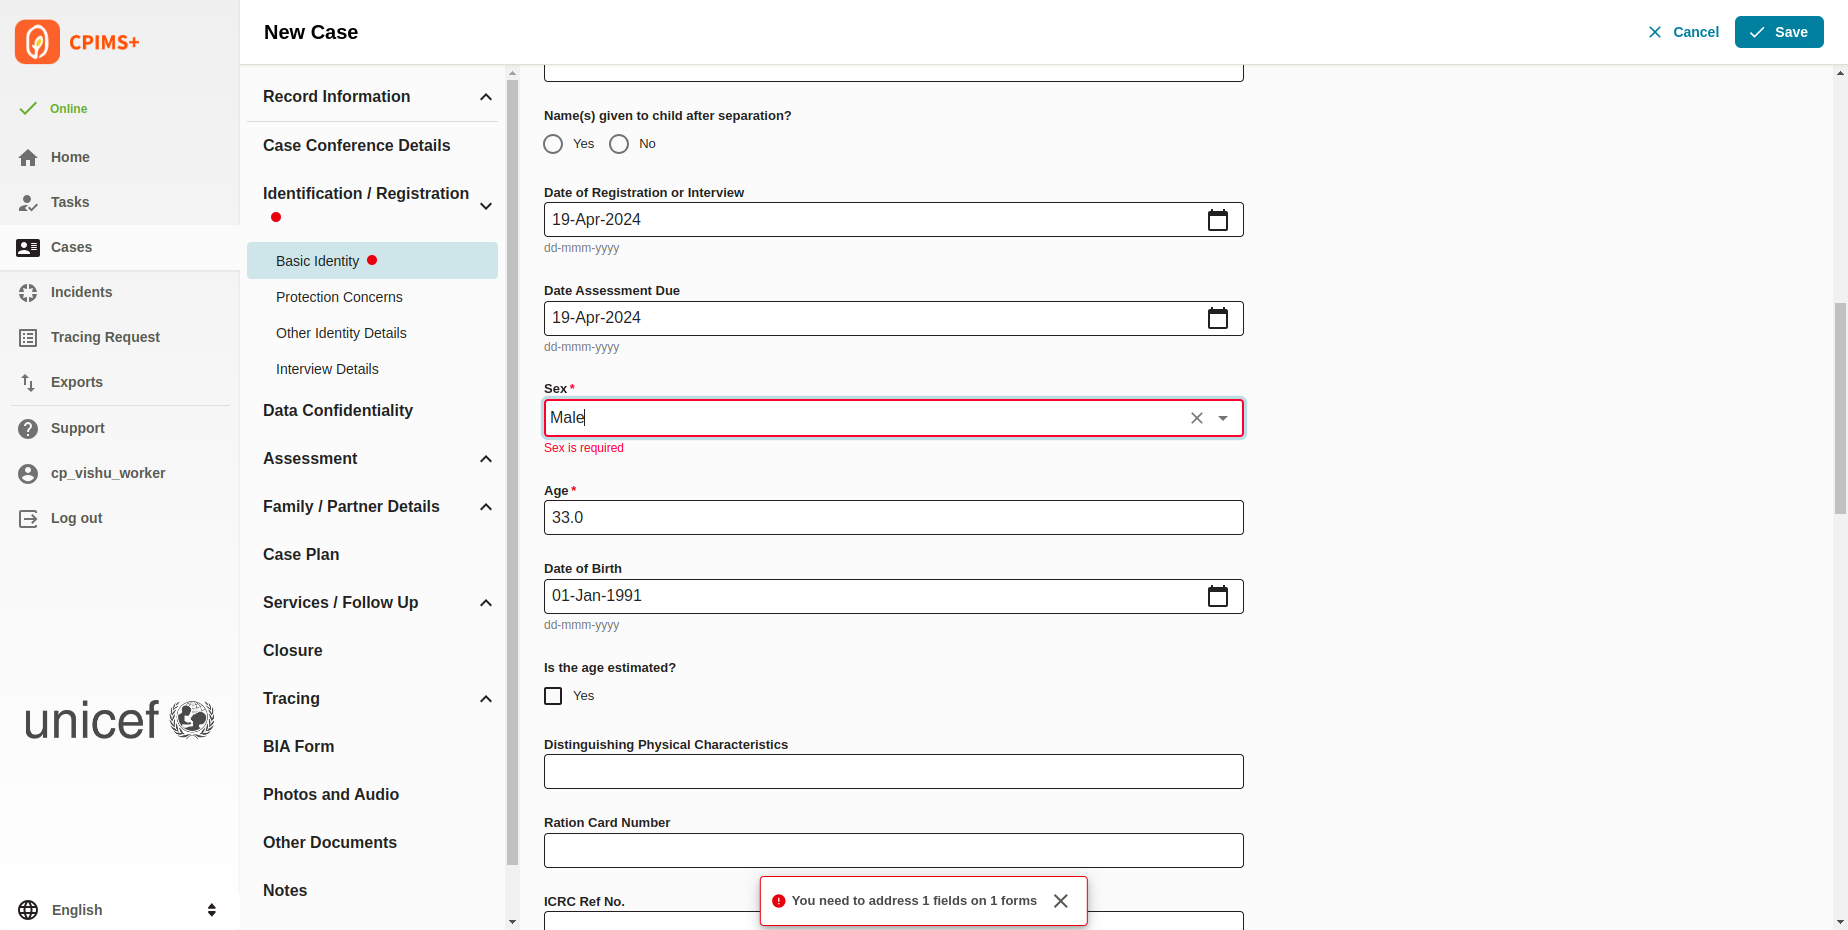 CPIMS+
Online
Home
Tasks
Cases
Incidents
Tracing Request
Exports
Support
cp_vishu_worker
Log out
unicef
English
New Case
Cancel
Save
Record Information
Case Conference Details
Identification / Registration
Basic Identity
Protection Concerns
Other Identity Details
Interview Details
Data Confidentiality
Assessment
Family / Partner Details
Case Plan
Services / Follow Up
Closure
Tracing
BIA Form
Photos and Audio
Other Documents
Notes
Name(s) given to child after separation?
Yes No
Date of Registration or Interview
19-Apr-2024
dd-mmm-yyyy
Date Assessment Due
19-Apr-2024
dd-mmm-yyyy
Sex *
Male
Sex is required
Age *
33.0
Date of Birth
01-Jan-1991
dd-mmm-yyyy
Is the age estimated?
Yes
Distinguishing Physical Characteristics
Ration Card Number
ICRC Ref No.
You need to address 1 fields on 1 forms